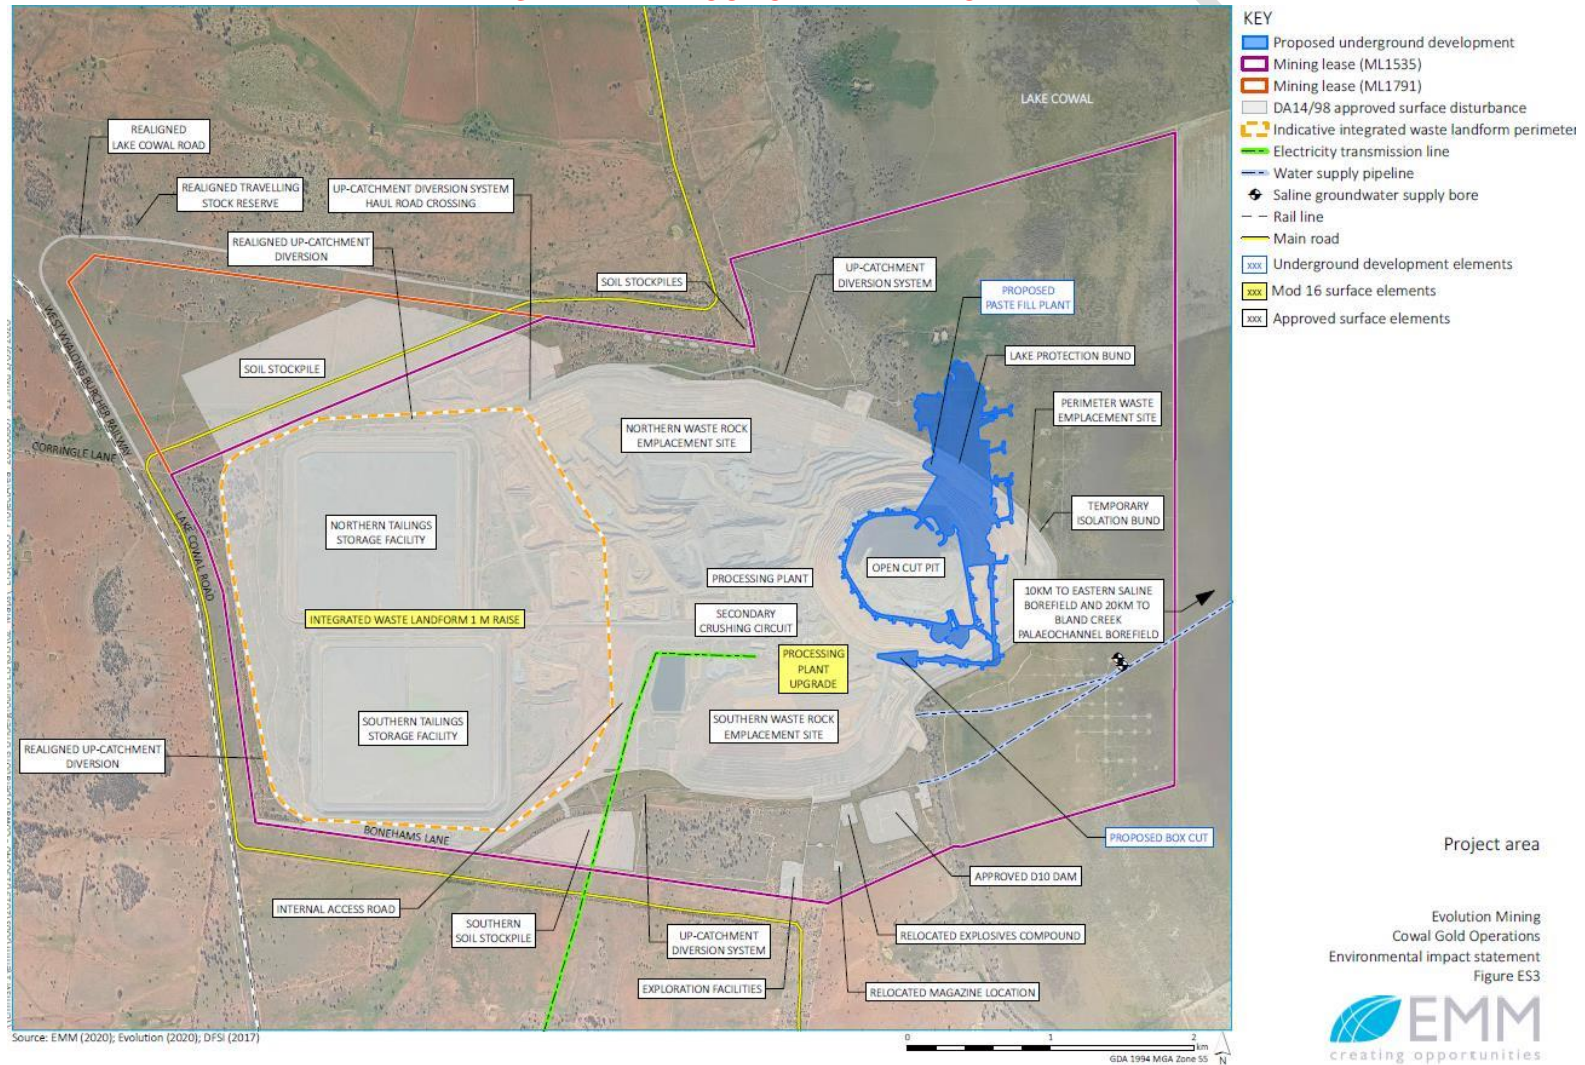 LAKE COWAL
REALIGNED
LAKE COWAL ROAD
REALIGNED TRAVELLING
STOCK RESERVE
UP-CATCHMENT DIVERSION SYSTEM
HAUL ROAD CROSSING
REALIGNED UP-CATCHMENT
DIVERSION
SOIL STOCKPILES
UP-CATCHMENT
DIVERSION SYSTEM
PROPOSED
PASTE FILL PLANT
LAKE PROTECTION BUND
SOIL STOCKPILE
WEST WYALONG BURCHER RAILWAY
CORRINGLE LANE
LAKE COWAL ROAD
NORTHERN WASTE ROCK
EMPLACEMENT SITE
PERIMETER WASTE
EMPLACEMENT SITE
NORTHERN TAILINGS
STORAGE FACILITY
TEMPORARY
ISOLATION BUND
OPEN CUT PIT
PROCESSING PLANT
10KM TO EASTERN SALINE
BOREFIELD AND 20KM TO
BLAND CREEK
PALAEOCHANNEL BOREFIELD
INTEGRATED WASTE LANDFORM 1 M RAISE
SECONDARY
CRUSHING CIRCUIT
PROCESSING
PLANT
UPGRADE
SOUTHERN TAILINGS
STORAGE FACILITY
SOUTHERN WASTE ROCK
EMPLACEMENT SITE
REALIGNED UP-CATCHMENT
DIVERSION
BONEHAMS LANE
PROPOSED BOX CUT
APPROVED D10 DAM
INTERNAL ACCESS ROAD
SOUTHERN
SOIL STOCKPILE
UP-CATCHMENT
DIVERSION SYSTEM
RELOCATED EXPLOSIVES COMPOUND
EXPLORATION FACILITIES
RELOCATED MAGAZINE LOCATION
Source: EMM (2020); Evolution (2020); DFSI (2017)
0 1 2
km
GDA 1994 MGA Zone 55
N
KEY
Proposed underground development
Mining lease (ML1535)
Mining lease (ML1791)
DA14/98 approved surface disturbance
Indicative integrated waste landform perimeter
Electricity transmission line
Water supply pipeline
Saline groundwater supply bore
Rail line
Main road
xxx Underground development elements
xxx Mod 16 surface elements
xxx Approved surface elements
Project area
Evolution Mining
Cowal Gold Operations
Environmental impact statement
Figure ES3
EMM
creating opportunities